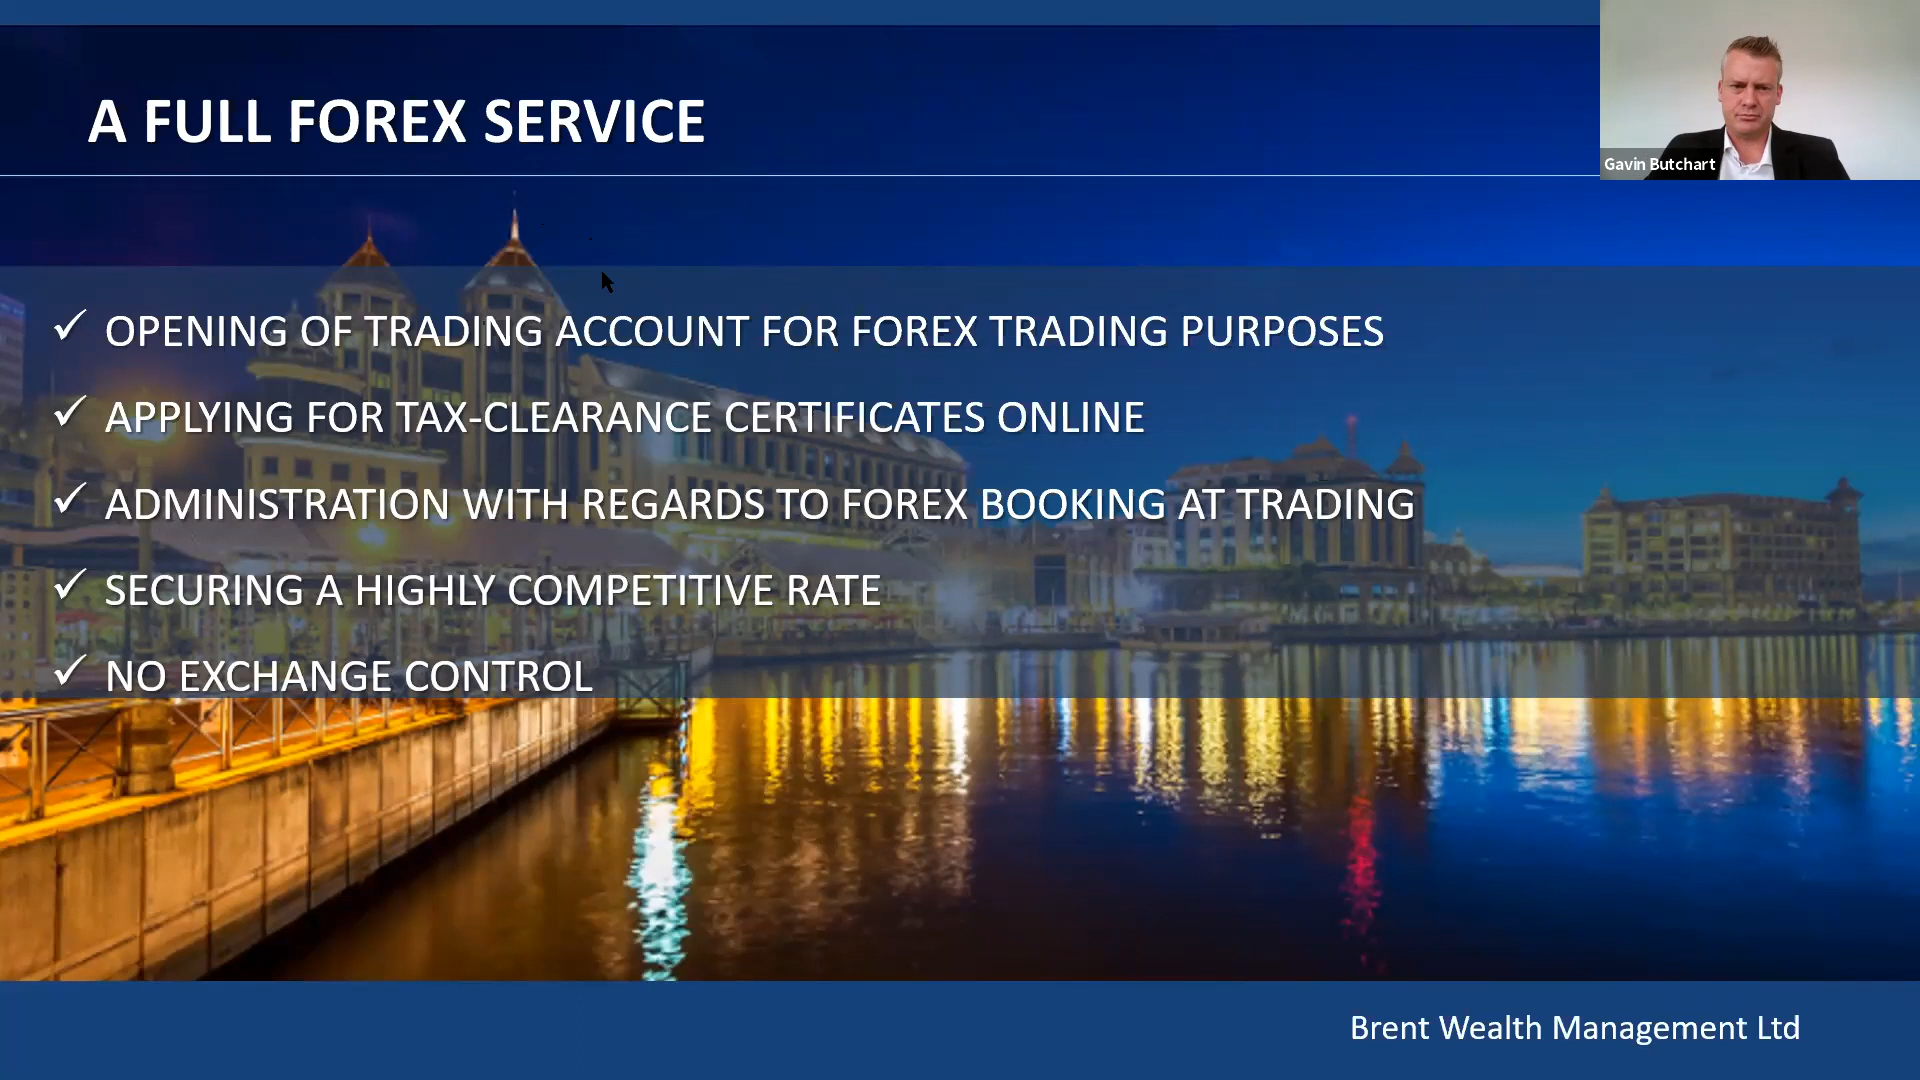 A FULL FOREX SERVICE
Gavin Butchart
✓ OPENING OF TRADING ACCOUNT FOR FOREX TRADING PURPOSES
✓ APPLYING FOR TAX-CLEARANCE CERTIFICATES ONLINE
✓ ADMINISTRATION WITH REGARDS TO FOREX BOOKING AT TRADING
✓ SECURING A HIGHLY COMPETITIVE RATE
✓ NO EXCHANGE CONTROL
Brent Wealth Management Ltd